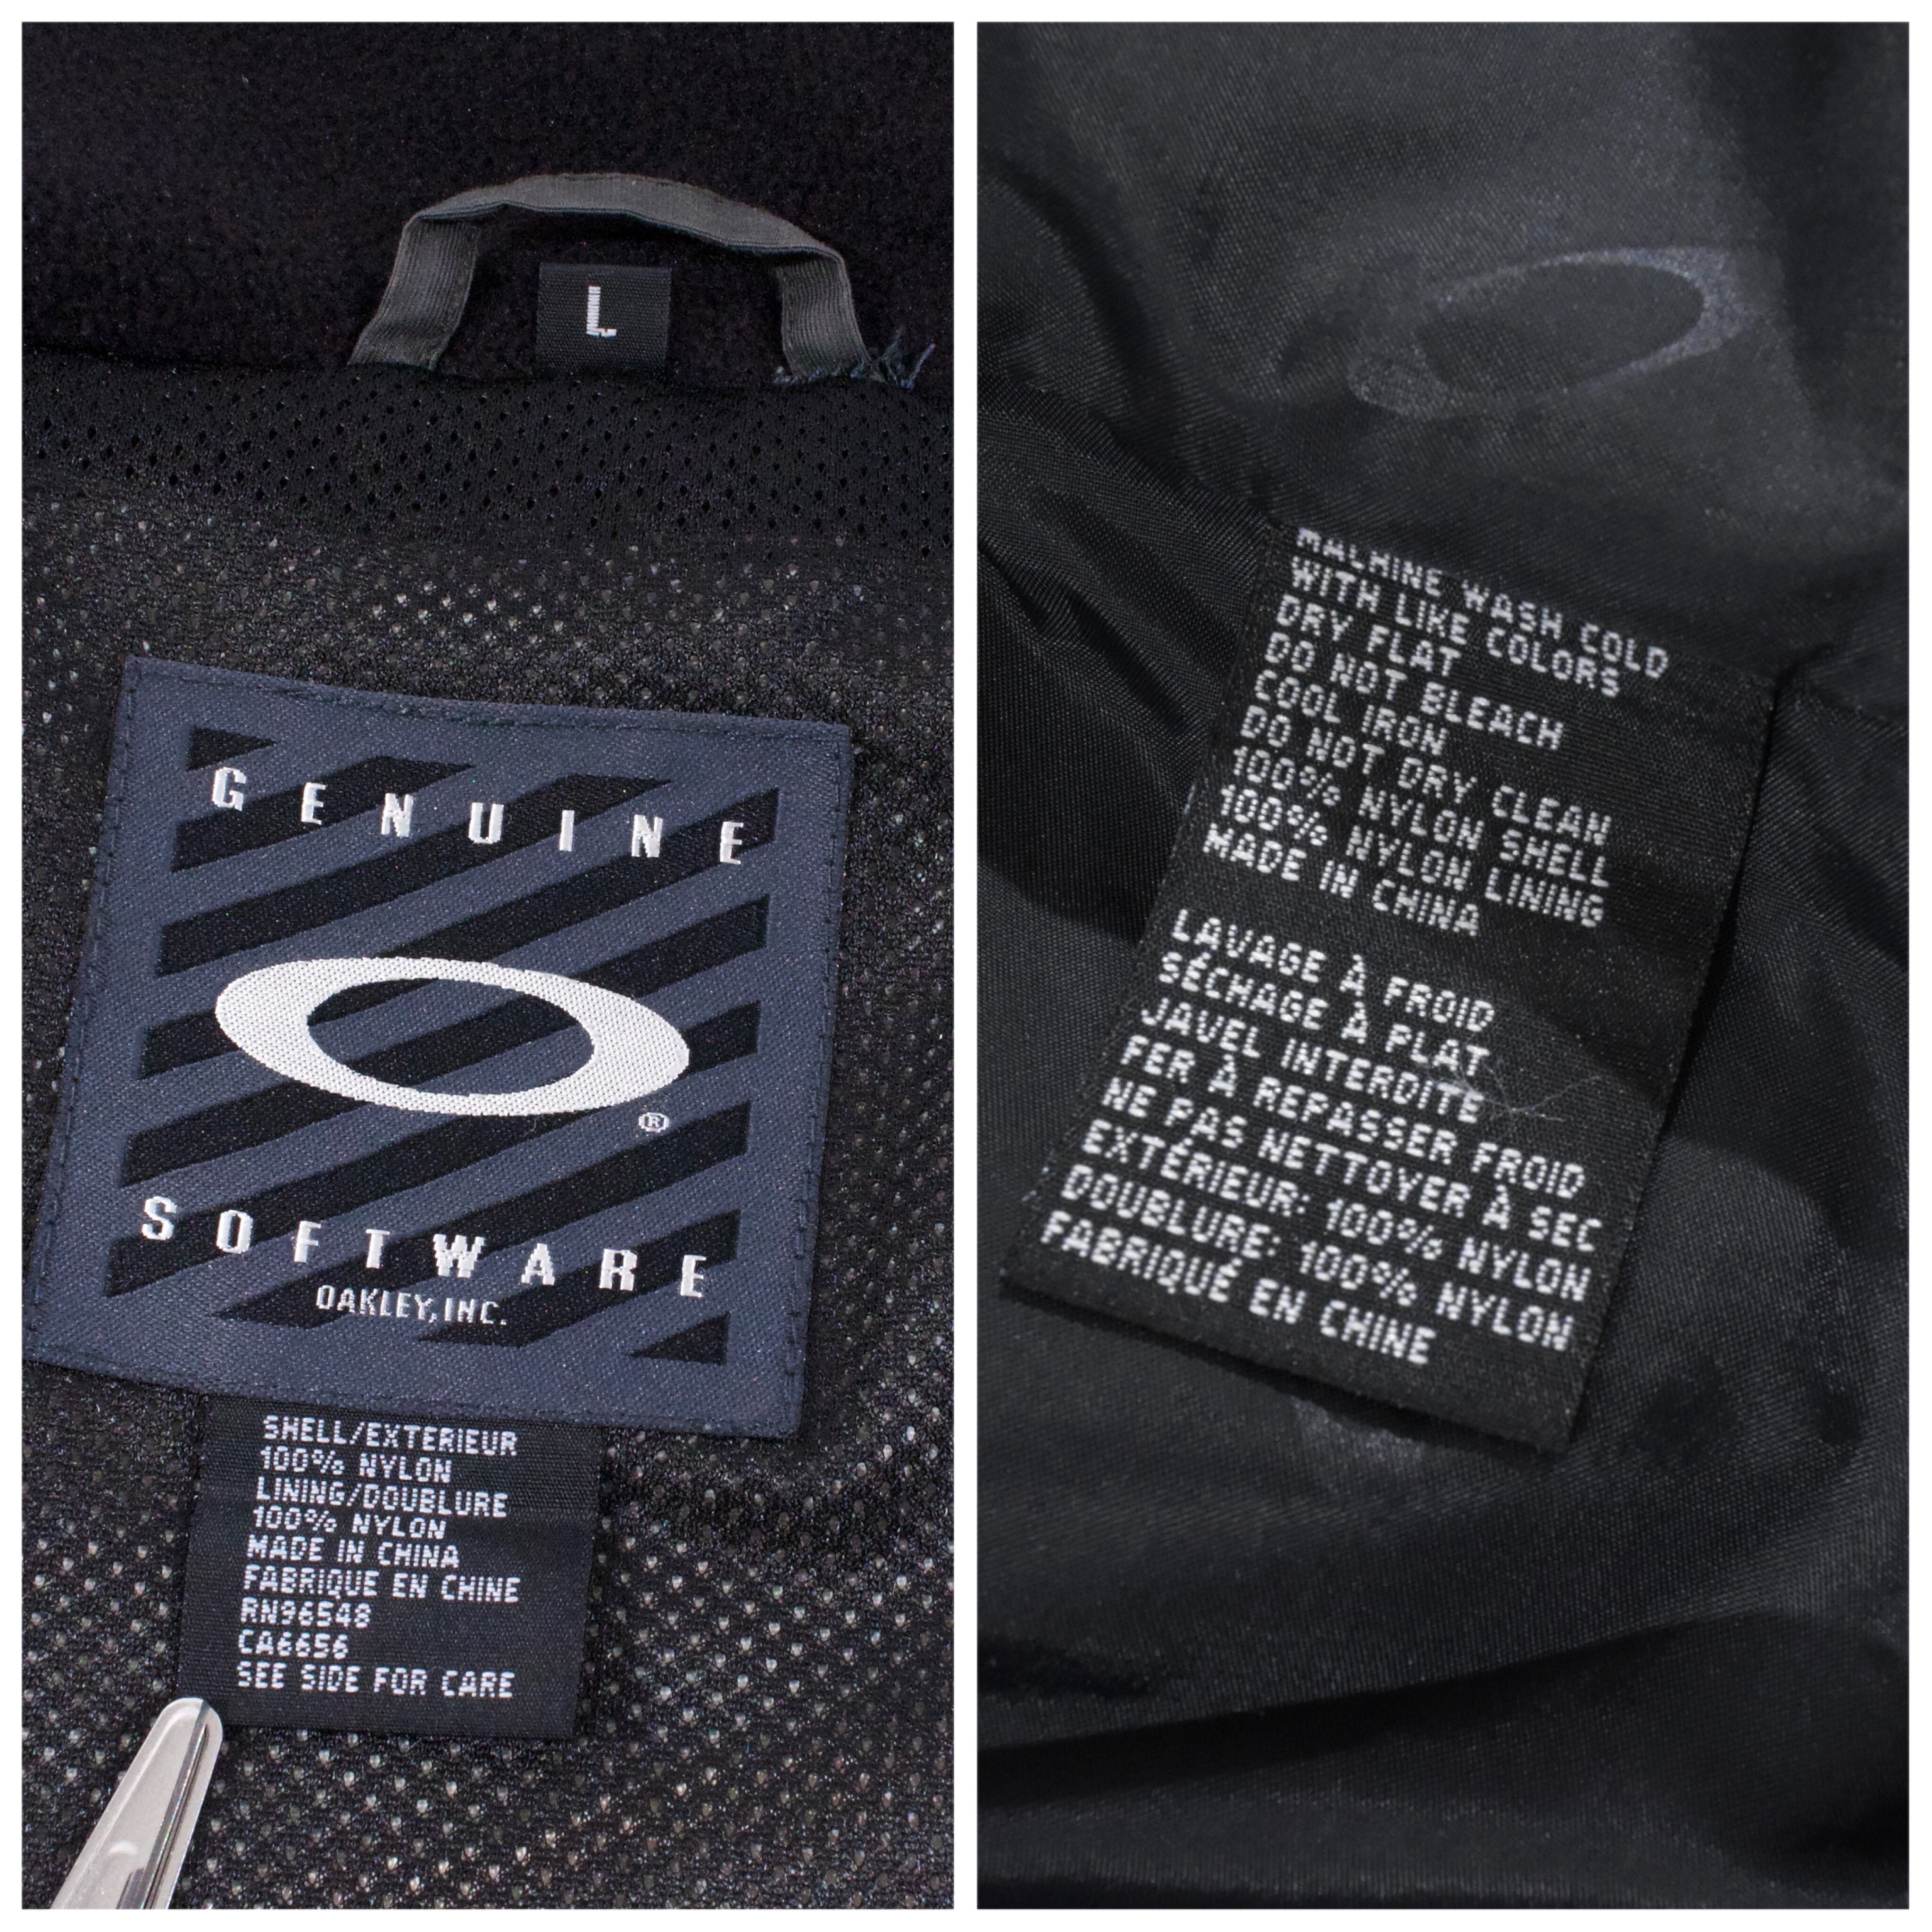 L
GENUINE
®
SOFTWARE
OAKLEY, INC.
SHELL/EXTERIEUR
100% NYLON
LINING/DOUBLURE
100% NYLON
MADE IN CHINA
FABRIQUE EN CHINE
RN96548
CA6656
SEE SIDE FOR CARE
MACHINE WASH COLD
WITH LIKE COLORS
DRY FLAT
DO NOT BLEACH
COOL IRON
DO NOT DRY CLEAN
100% NYLON SHELL
100% NYLON LINING
MADE IN CHINA
LAVAGE À FROID
SÉCHAGE À PLAT
JAVEL INTERDITE
FER À REPASSER FROID
NE PAS NETTOYER À SEC
EXTÉRIEUR: 100% NYLON
DOUBLURE: 100% NYLON
FABRIQUÉ EN CHINE